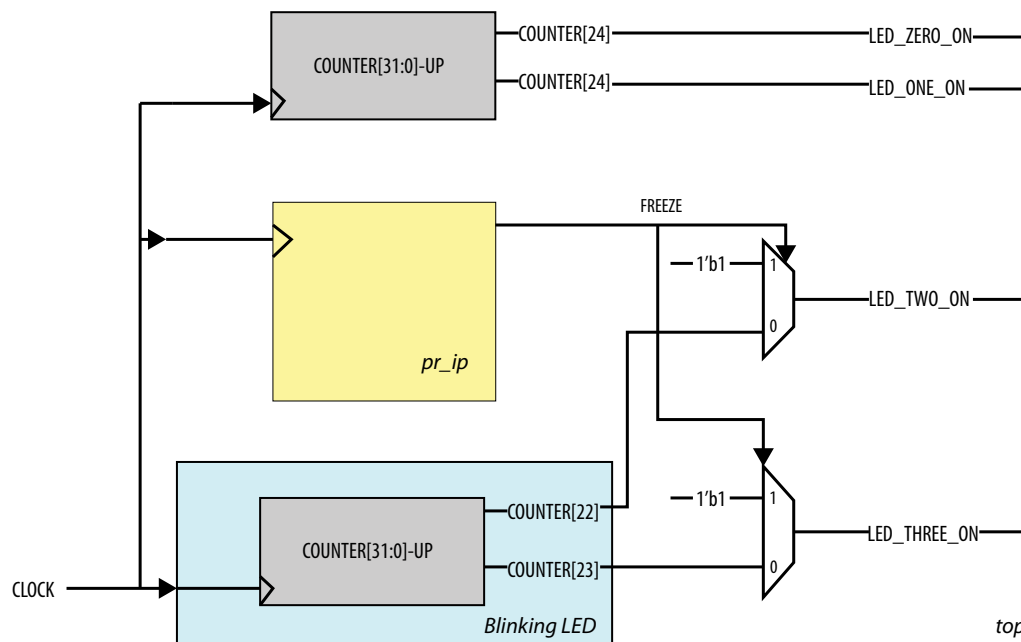 COUNTER[31:0]-UP
COUNTER[24]
LED_ZERO_ON
COUNTER[24]
LED_ONE_ON
FREEZE
1'b1
1
LED_TWO_ON
0
pr_ip
1'b1
1
COUNTER[22]
COUNTER[31:0]-UP
LED_THREE_ON
COUNTER[23]
0
CLOCK
Blinking LED
top